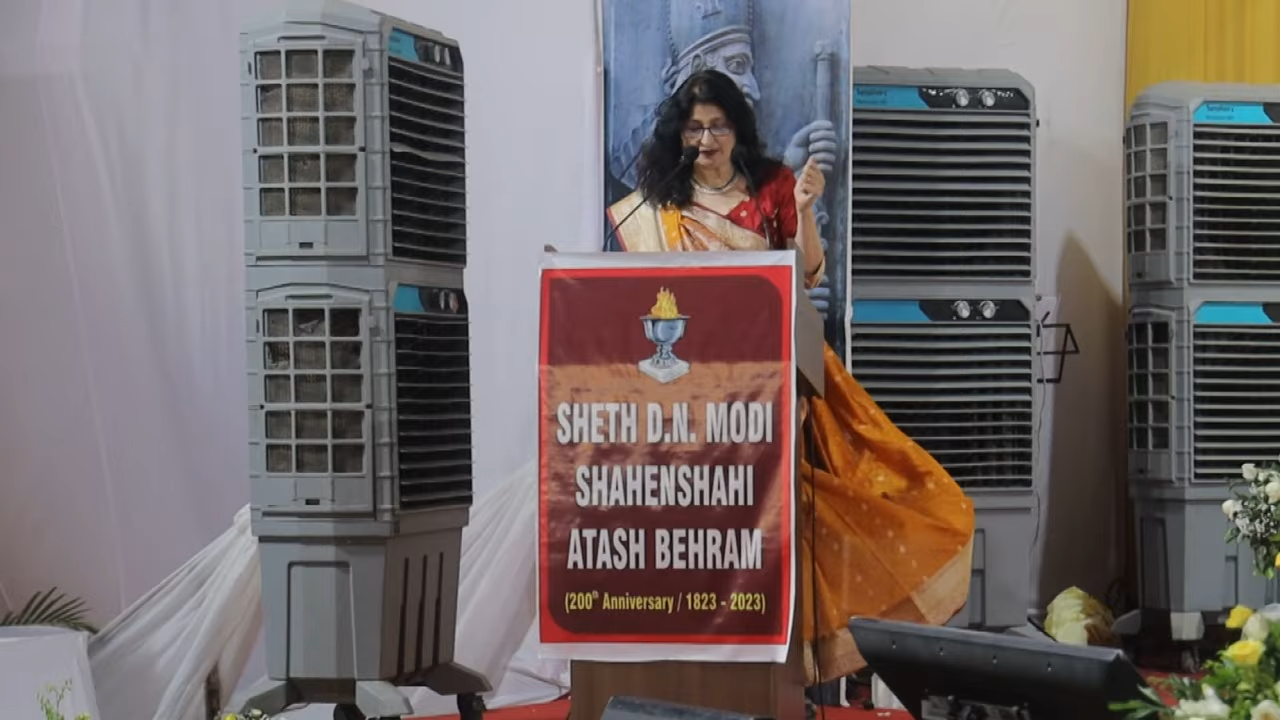 SHETH D.N. MODI
SHAHENSHAHI
ATASH BEHRAM
(200th Anniversary / 1823 - 2023)